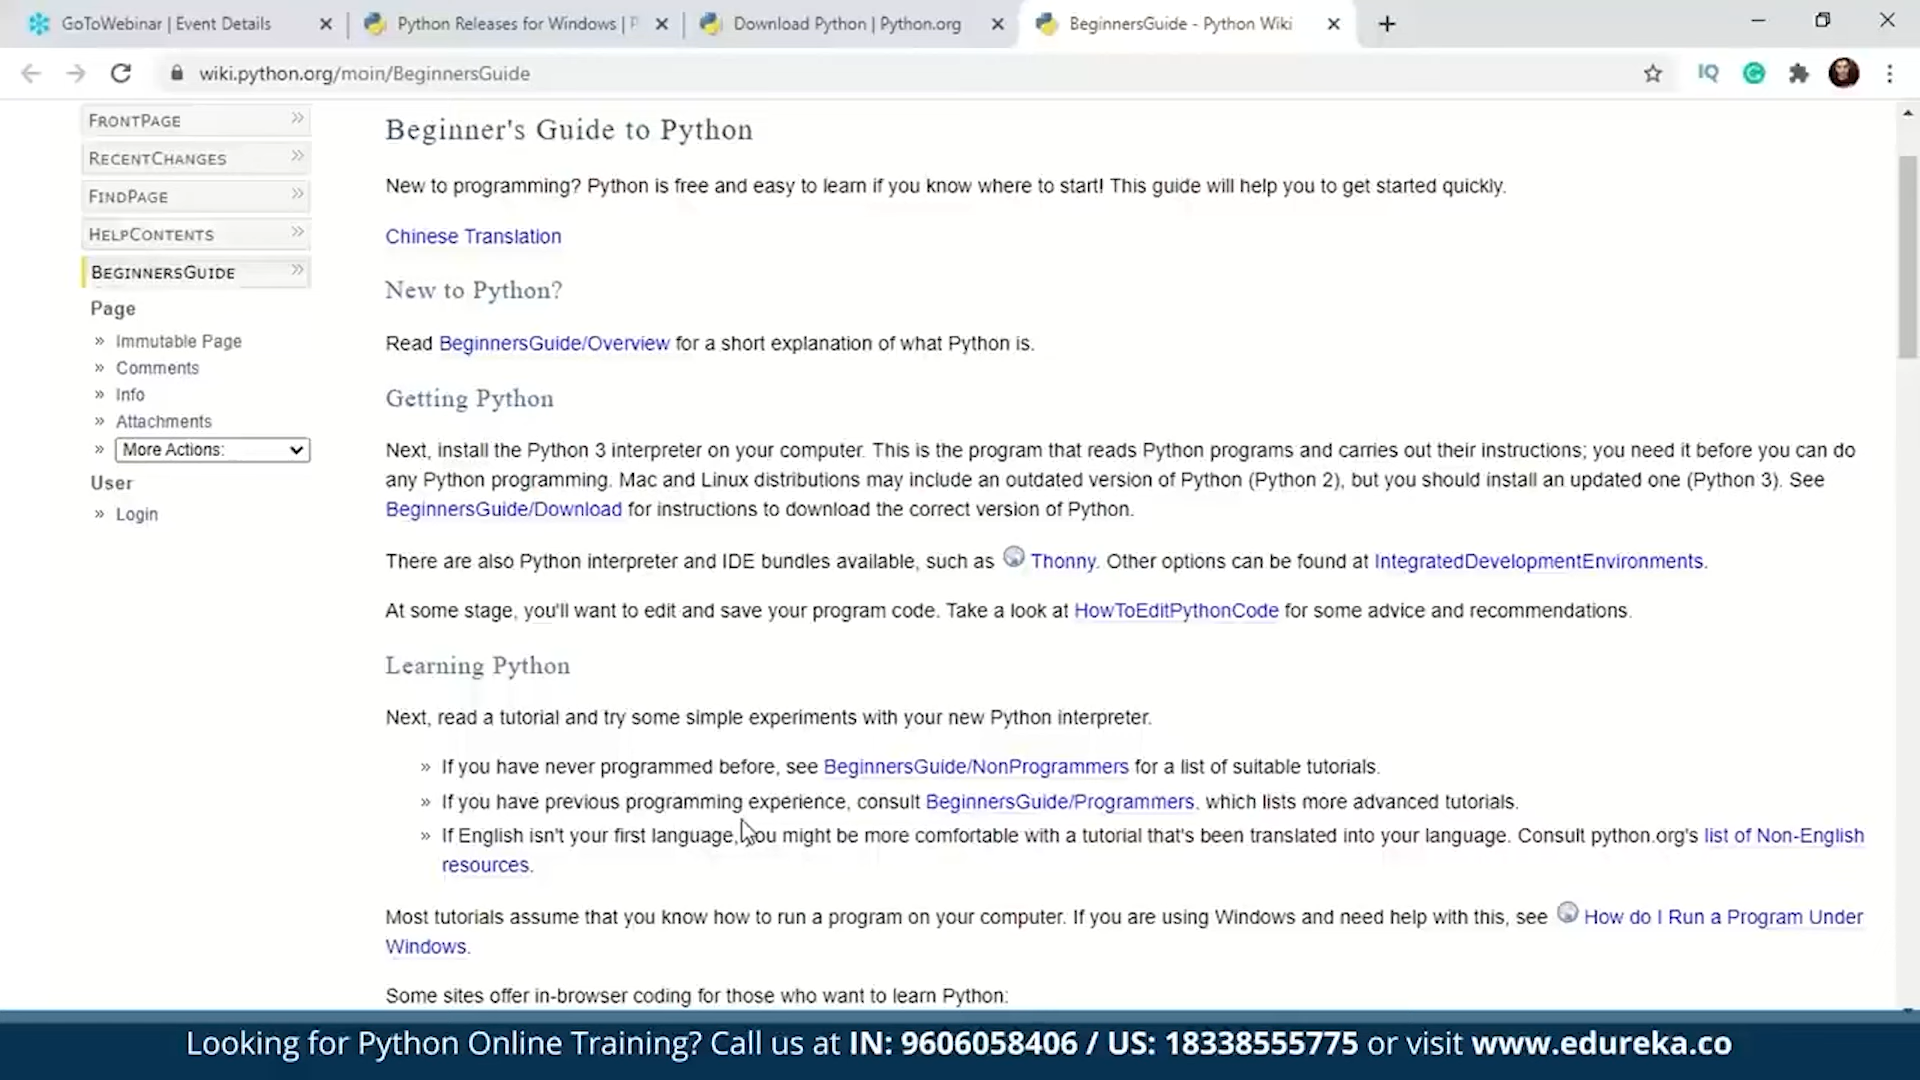 GoToWebinar | Event Details
Python Releases for Windows | P
Download Python | Python.org
BeginnersGuide - Python Wiki
wiki.python.org/moin/BeginnersGuide
IQ
FRONTPAGE
RECENTCHANGES
FINDPAGE
HELPCONTENTS
BEGINNERSGUIDE
Page
Immutable Page
Comments
Info
Attachments
More Actions:
User
Login
Beginner's Guide to Python
New to programming? Python is free and easy to learn if you know where to start! This guide will help you to get started quickly.
Chinese Translation
New to Python?
Read BeginnersGuide/Overview for a short explanation of what Python is.
Getting Python
Next, install the Python 3 interpreter on your computer. This is the program that reads Python programs and carries out their instructions; you need it before you can do
any Python programming. Mac and Linux distributions may include an outdated version of Python (Python 2), but you should install an updated one (Python 3). See
BeginnersGuide/Download for instructions to download the correct version of Python.
There are also Python interpreter and IDE bundles available, such as Thonny. Other options can be found at IntegratedDevelopmentEnvironments.
At some stage, you'll want to edit and save your program code. Take a look at HowToEditPythonCode for some advice and recommendations.
Learning Python
Next, read a tutorial and try some simple experiments with your new Python interpreter.
» If you have never programmed before, see BeginnersGuide/NonProgrammers for a list of suitable tutorials.
» If you have previous programming experience, consult BeginnersGuide/Programmers, which lists more advanced tutorials.
» If English isn't your first language, you might be more comfortable with a tutorial that's been translated into your language. Consult python.org's list of Non-English
resources.
Most tutorials assume that you know how to run a program on your computer. If you are using Windows and need help with this, see How do I Run a Program Under
Windows.
Some sites offer in-browser coding for those who want to learn Python:
Looking for Python Online Training? Call us at IN: 9606058406 / US: 18338555775 or visit www.edureka.co